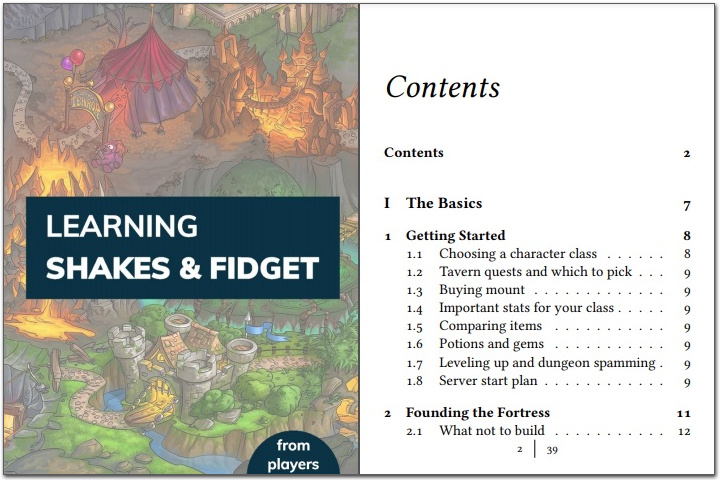 LEARNING
SHAKES & FIDGET
from
players
Contents
Contents 2
I The Basics 7
1 Getting Started 8
1.1 Choosing a character class . . . . . . 8
1.2 Tavern quests and which to pick . . . 9
1.3 Buying mount . . . . . . . . . . . . . 9
1.4 Important stats for your class . . . . . 9
1.5 Comparing items . . . . . . . . . . . 9
1.6 Potions and gems . . . . . . . . . . . 9
1.7 Leveling up and dungeon spamming . 9
1.8 Server start plan . . . . . . . . . . . . 9
2 Founding the Fortress 11
2.1 What not to build . . . . . . . . . . . 12
2 | 39